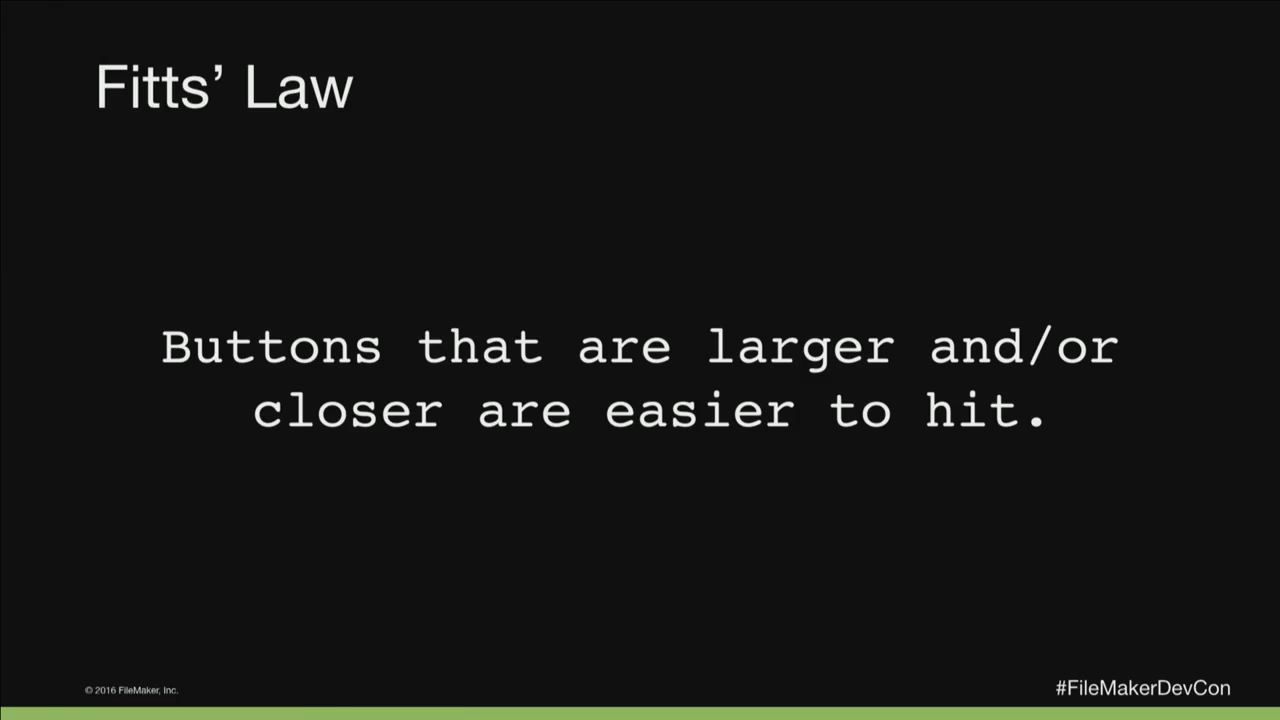 Fitts’ Law
Buttons that are larger and/or
closer are easier to hit.
© 2016 FileMaker, Inc.
#FileMakerDevCon